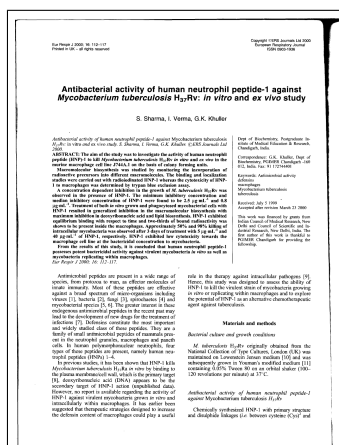 Eur Respir J 2000; 16: 112–117
Printed in UK – all rights reserved
Copyright ©ERS Journals Ltd 2000
European Respiratory Journal
ISSN 0903-1936
Antibacterial activity of human neutrophil peptide-1 against
Mycobacterium tuberculosis H37Rv: in vitro and ex vivo study
S. Sharma, I. Verma, G.K. Khuller
Antibacterial activity of human neutrophil peptide-1 against Mycobacterium tuberculosis
H37Rv: in vitro and ex vivo study. S. Sharma, I. Verma, G.K. Khuller. ©ERS Journals Ltd
2000.
ABSTRACT: The aim of the study was to investigate the activity of human neutrophil
peptide (HNP)-1 to kill Mycobacterium tuberculosis H37Rv in vitro and ex vivo in the
murine macrophage cell line J744A.1 on the basis of colony forming units.
Macromolecular biosynthesis was studied by monitoring the incorporation of
radioactive precursors into different macromolecules. The binding and localization
studies were carried out with radioiodinated HNP-1 whereas the cytotoxicity of HNP-
1 to macrophages was determined by trypan blue exclusion assay.
A concentration dependent inhibition in the growth of M. tuberculosis H37Rv was
observed in the presence of HNP-1. The minimum inhibitory concentration and
median inhibitory concentration of HNP-1 were found to be 2.5 µg·mL-1 and 0.8
µg·mL-1. Treatment of both in vitro grown and phagocytosed mycobacterial cells with
HNP-1 resulted in generalized inhibition in the macromolecular biosynthesis with
maximum inhibition in deoxyribonucleic acid and lipid biosynthesis. HNP-1 exhibited
equilibrium binding with respect to time and two-thirds of bound radioactivity was
shown to be present inside the macrophages. Approximately 50% and 90% killing of
intracellular mycobacteria was observed after 3 days of treatment with 5 µg·mL-1 and
40 µg·mL-1 of HNP-1, respectively. HNP-1 exhibited low cytotoxicity towards the
macrophage cell line at the bactericidal concentration to mycobacteria.
From the results of this study, it is concluded that human neutrophil peptide-1
possesses potent bactericidal activity against virulent mycobacteria in vitro as well as
mycobacteria replicating within macrophages.
Eur Respir J 2000; 16: 112–117.
Dept of Biochemistry, Postgraduate In-
stitute of Medical Education & Research,
Chandigarh, India.
Correspondence: G.K. Khuller, Dept of
Biochemistry, PGIMER Chandigarh -160
012, India. Fax: 91 172744401
Keywords: Antimicrobial activity
defensins
macrophages
Mycobacterium tuberculosis
tuberculosis
Received: July 5 1999
Accepted after revision March 23 2000
This work was financed by grants from
Indian Council of Medical Research, New
Delhi and Council of Scientific and In-
dustrial Research, New Delhi, India. The
first author of this work is thankful to
PGIMER Chandigarh for providing the
fellowship.
Antimicrobial peptides are present in a wide range of
species, from protozoa to man, as effector molecules of
innate immunity. Most of these peptides are effective
against a broad spectrum of micro-organisms including
viruses [1], bacteria [2], fungi [3], spirochetes [4] and
mycobacterial species [5, 6]. The greater interest in these
endogenous antimicrobial peptides in the recent past may
lead to the development of new drugs for the treatment of
infections [7]. Defensins constitute the most important
and widely studied class of these peptides. They are a
family of small antimicrobial peptides of mammals pres-
ent in the neutrophil granules, macrophages and paneth
cells. In human polymorphonuclear neutrophils, four
types of these peptides are present, namely human neu-
trophil peptides (HNPs) 1–4.
In previous studies, it has been shown that HNP-1 kills
Mycobacterium tuberculosis H37Rv in vitro by binding to
the plasma membrane/cell wall, which is the primary target
[8], deoxyribonucleic acid (DNA) appears to be the
secondary target of HNP-1 action (unpublished data).
However, no report is available regarding the activity of
HNP-1 against virulent mycobacteria grown in vitro and
intracellularly within macrophages. It has earlier been
suggested that therapeutic strategies designed to increase
the defensin content of macrophages could play a useful
role in the therapy against intracellular pathogens [9].
Hence, this study was designed to assess the ability of
HNP-1 to kill the virulent strain of mycobacteria growing
in vitro or replicating within macrophages and to explore
the potential of HNP-1 as an alternative chemotherapeutic
agent against tuberculosis.
Materials and methods
Bacterial culture and growth conditions
M. tuberculosis H37Rv originally obtained from the
National Collection of Type Cultures, London (UK) was
maintained on Lowenstein Jensen medium [10] and was
subsequently grown in Youman's modified medium [11]
containing 0.05% Tween 80 on an orbital shaker (100–
120 revolutions per minute) at 37°C.
Antibacterial activity of human neutrophil peptide-1
against Mycobacterium tuberculosis
Chemically synthesized HNP-1 with primary structure
and disulphide linkages (i.e. between cysteine (Cys)2 and